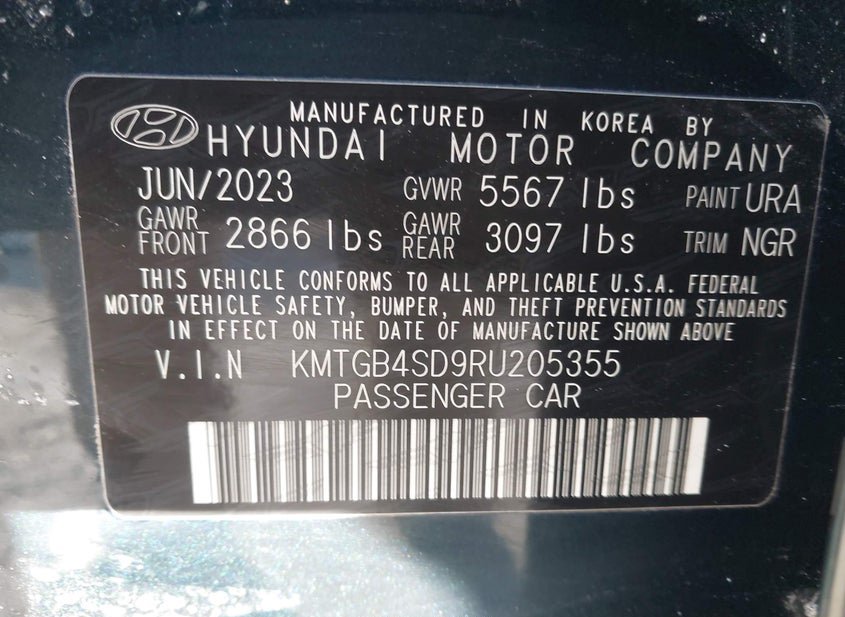 MANUFACTURED IN KOREA BY
HYUNDAI MOTOR COMPANY
JUN/2023 GVWR 5567 lbs PAINT URA
GAWR FRONT 2866 lbs GAWR REAR 3097 lbs TRIM NGR
THIS VEHICLE CONFORMS TO ALL APPLICABLE U.S.A. FEDERAL
MOTOR VEHICLE SAFETY, BUMPER, AND THEFT PREVENTION STANDARDS
IN EFFECT ON THE DATE OF MANUFACTURE SHOWN ABOVE
V.I.N KMTGB4SD9RU205355
PASSENGER CAR